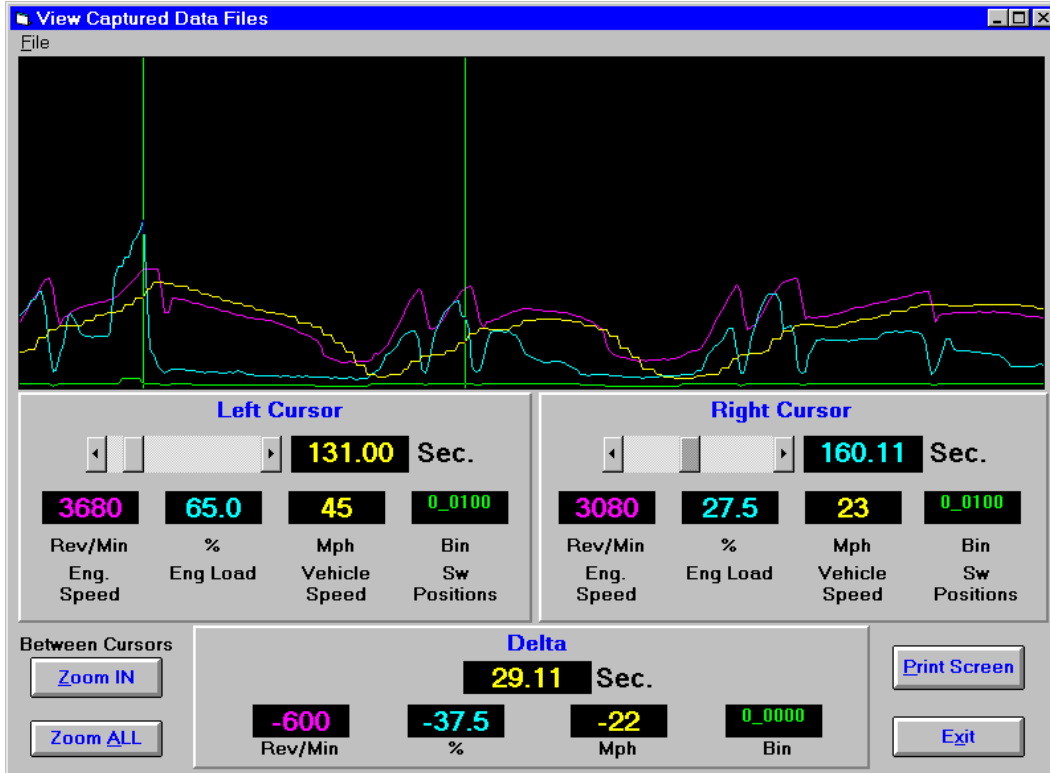 View Captured Data Files
File
Left Cursor
131.00 Sec.
3680 65.0 45 0_0100
Rev/Min % Mph Bin
Eng. Speed Eng Load Vehicle Speed Sw Positions
Right Cursor
160.11 Sec.
3080 27.5 23 0_0100
Rev/Min % Mph Bin
Eng. Speed Eng Load Vehicle Speed Sw Positions
Between Cursors
Zoom IN
Zoom ALL
Delta
29.11 Sec.
-600 -37.5 -22 0_0000
Rev/Min % Mph Bin
Print Screen
Exit